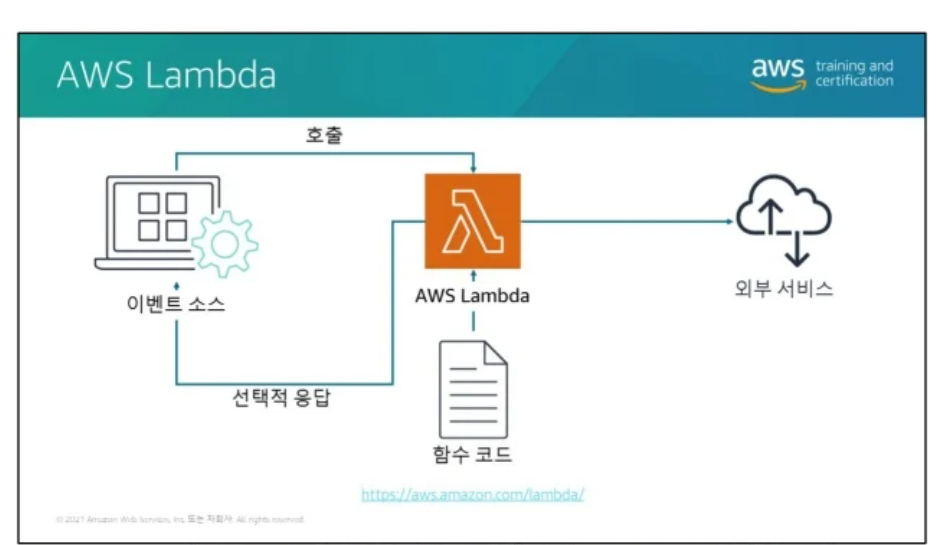 AWS Lambda
aws training and
certification
호출
이벤트 소스
AWS Lambda
외부 서비스
선택적 응답
함수 코드
https://aws.amazon.com/lambda/
© 2021 Amazon Web Services, Inc. 또는 자회사. All rights reserved.